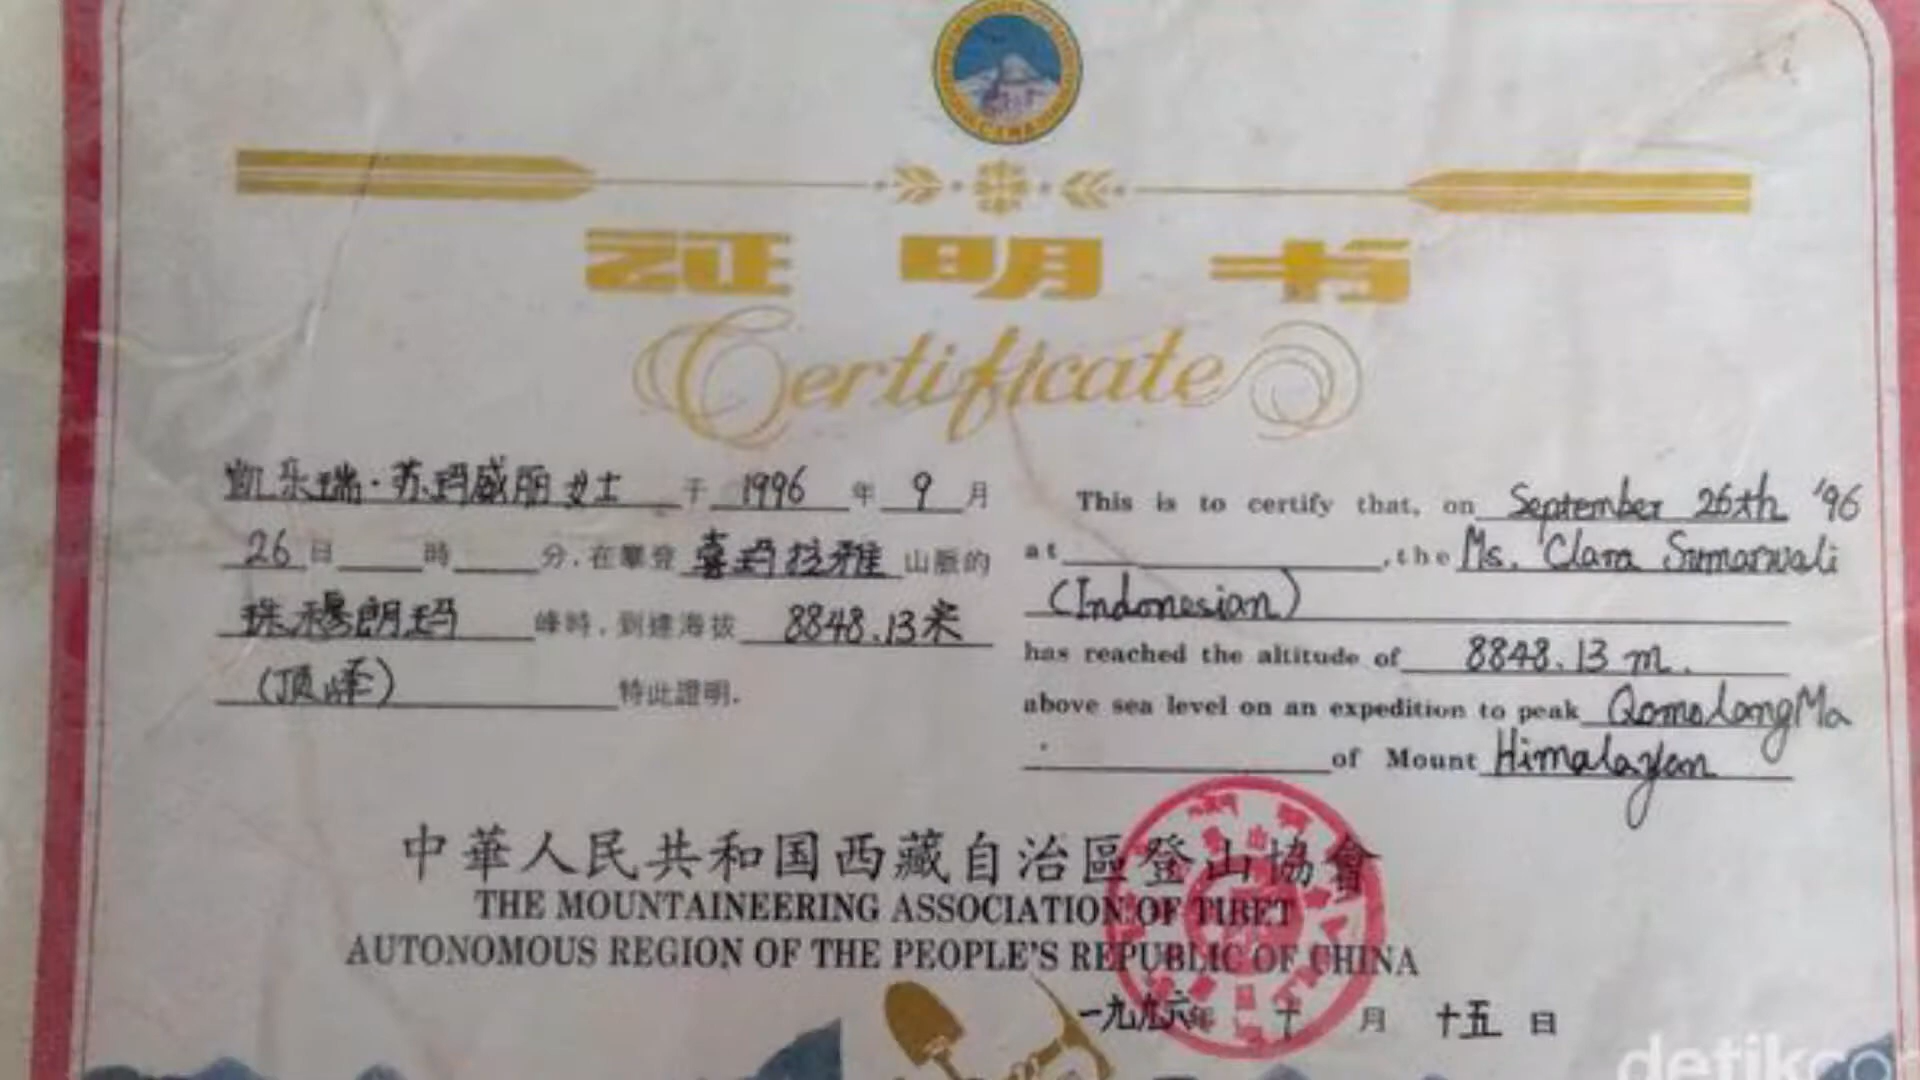 证明书
Certificate
凯乐瑞·苏玛威丽女士 于 1996 年 9 月
26 日 時 分，在攀登 喜玛拉雅 山脈的
珠穆朗玛 峰時，到達海拔 8848.13米
(顶峰) 特此證明.
This is to certify that, on September 26th '96
at ,the Ms. Clara Sumarwati
(Indonesian)
has reached the altitude of 8848.13 m.
above sea level on an expedition to peak QomolangMa
of Mount Himalayan
中華人民共和国西藏自治區登山協會
THE MOUNTAINEERING ASSOCIATION OF TIBET
AUTONOMOUS REGION OF THE PEOPLE'S REPUBLIC OF CHINA
一九九六年 十 月 十五 日